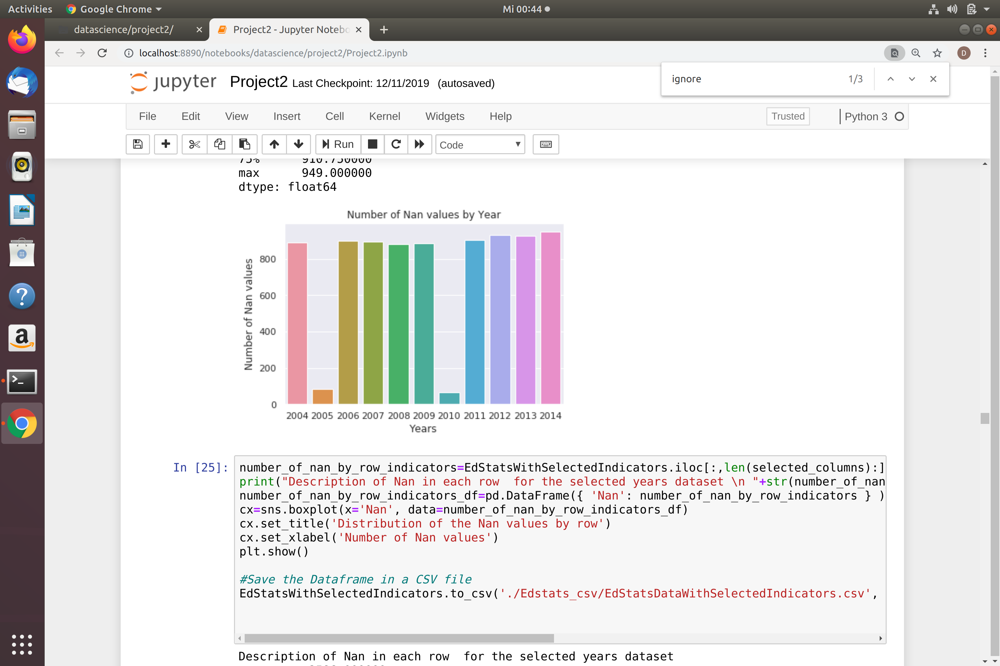 Activities Google Chrome Mi 00:44
datascience/project2/ Project2 - Jupyter Notebo
localhost:8890/notebooks/datascience/project2/Project2.ipynb D
ignore 1/3
jupyter Project2 Last Checkpoint: 12/11/2019 (autosaved)
File Edit View Insert Cell Kernel Widgets Help Trusted Python 3
Run Code
75% 910.750000
max 949.000000
dtype: float64
Number of Nan values by Year
Number of Nan values
800
600
400
200
0
2004 2005 2006 2007 2008 2009 2010 2011 2012 2013 2014
Years
In [25]: number_of_nan_by_row_indicators=EdStatsWithSelectedIndicators.iloc[:,len(selected_columns):]
print("Description of Nan in each row  for the selected years dataset \n "+str(number_of_nan
number_of_nan_by_row_indicators_df=pd.DataFrame({ 'Nan': number_of_nan_by_row_indicators } )
cx=sns.boxplot(x='Nan', data=number_of_nan_by_row_indicators_df)
cx.set_title('Distribution of the Nan values by row')
cx.set_xlabel('Number of Nan values')
plt.show()
#Save the Dataframe in a CSV file
EdStatsWithSelectedIndicators.to_csv('./Edstats_csv/EdStatsDataWithSelectedIndicators.csv',
Description of Nan in each row  for the selected years dataset